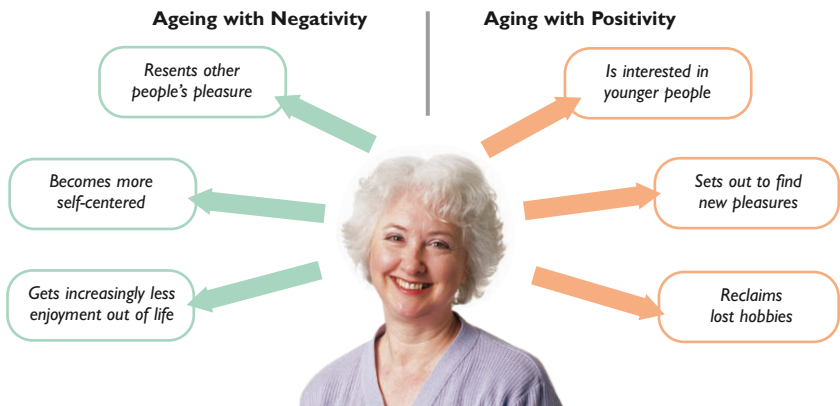 Ageing with Negativity
Aging with Positivity
Resents other
people's pleasure
Becomes more
self-centered
Gets increasingly less
enjoyment out of life
Is interested in
younger people
Sets out to find
new pleasures
Reclaims
lost hobbies